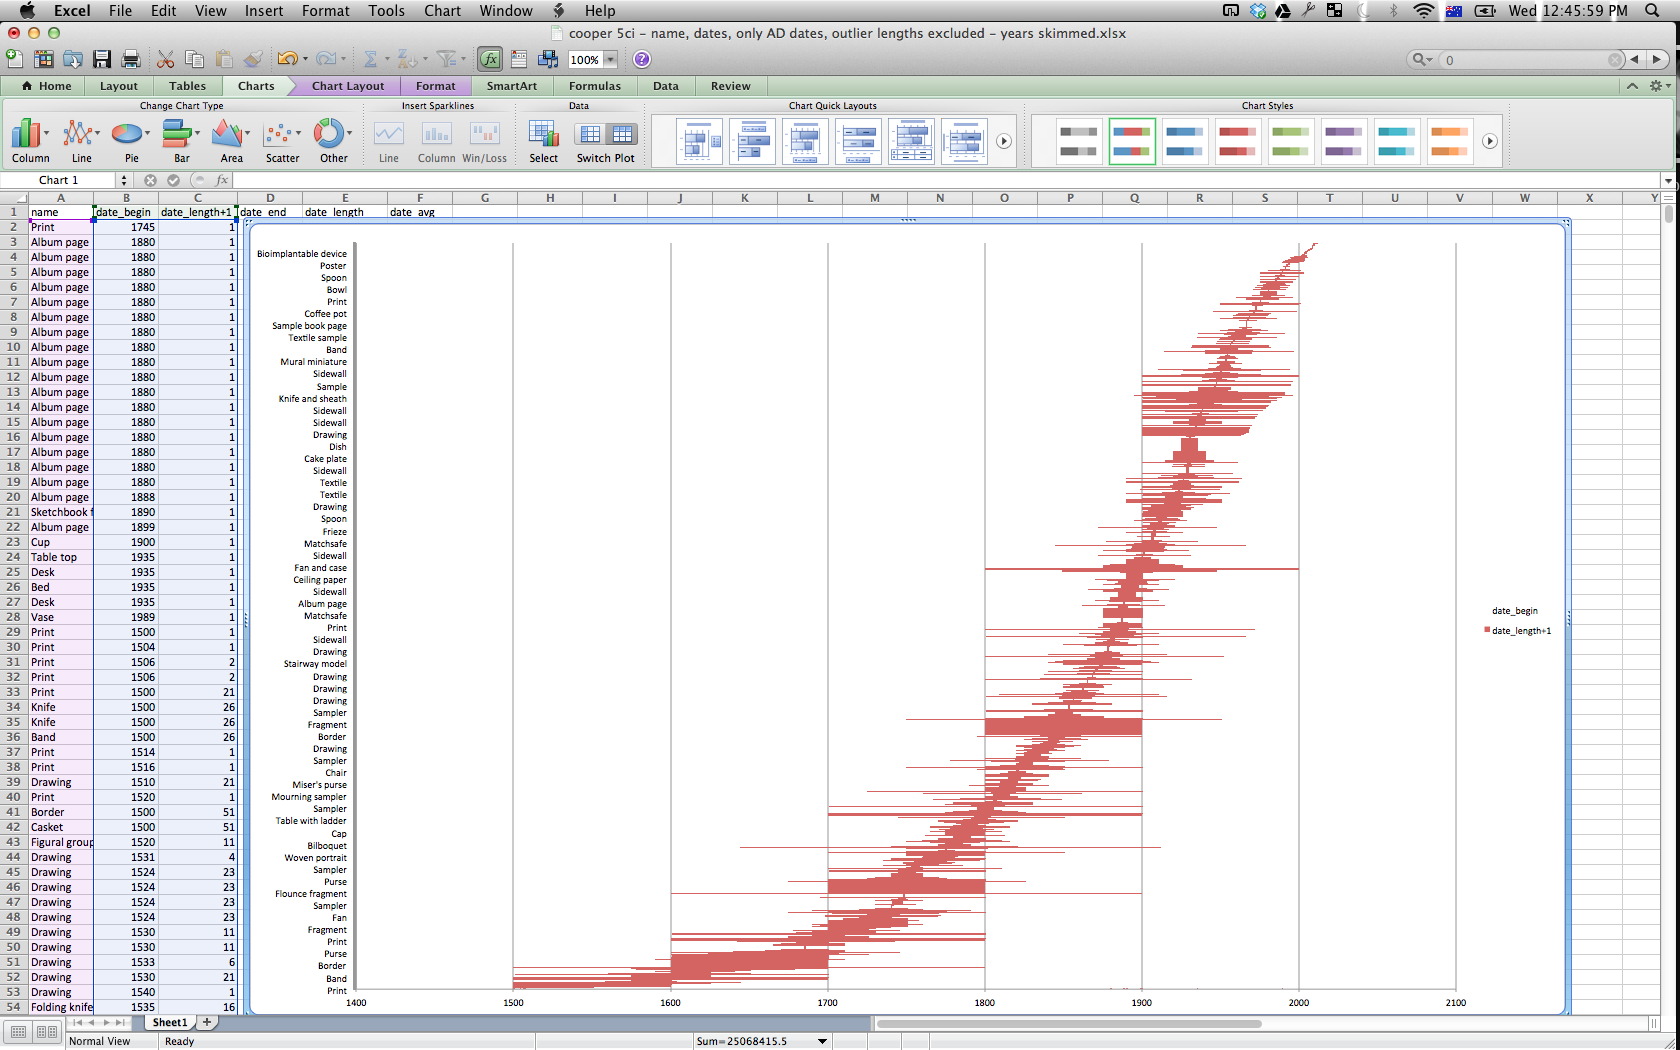 Excel File Edit View Insert Format Tools Chart Window Help Wed 12:45:59 PM
cooper 5ci - name, dates, only AD dates, outlier lengths excluded - years skimmed.xlsx
fx 100% ? 0
Home Layout Tables Charts Chart Layout Format SmartArt Formulas Data Review
Change Chart Type Insert Sparklines Data Chart Quick Layouts Chart Styles
Column Line Pie Bar Area Scatter Other Line Column Win/Loss Select Switch Plot
Chart 1 fx
A B C D E F G H I J K L M N O P Q R S T U V W X Y
1 name date_begin date_length+1 date_end date_length date_avg
2 Print 1745 1
3 Album page 1880 1
4 Album page 1880 1
5 Album page 1880 1
6 Album page 1880 1
7 Album page 1880 1
8 Album page 1880 1
9 Album page 1880 1
10 Album page 1880 1
11 Album page 1880 1
12 Album page 1880 1
13 Album page 1880 1
14 Album page 1880 1
15 Album page 1880 1
16 Album page 1880 1
17 Album page 1880 1
18 Album page 1880 1
19 Album page 1880 1
20 Album page 1888 1
21 Sketchbook f 1890 1
22 Album page 1899 1
23 Cup 1900 1
24 Table top 1935 1
25 Desk 1935 1
26 Bed 1935 1
27 Desk 1935 1
28 Vase 1989 1
29 Print 1500 1
30 Print 1504 1
31 Print 1506 2
32 Print 1506 2
33 Print 1500 21
34 Knife 1500 26
35 Knife 1500 26
36 Band 1500 26
37 Print 1514 1
38 Print 1516 1
39 Drawing 1510 21
40 Print 1520 1
41 Border 1500 51
42 Casket 1500 51
43 Figural group 1520 11
44 Drawing 1531 4
45 Drawing 1524 23
46 Drawing 1524 23
47 Drawing 1524 23
48 Drawing 1524 23
49 Drawing 1530 11
50 Drawing 1530 11
51 Drawing 1533 6
52 Drawing 1530 21
53 Drawing 1540 1
54 Folding knife 1535 16
Bioimplantable device
Poster
Spoon
Bowl
Print
Coffee pot
Sample book page
Textile sample
Band
Mural miniature
Sidewall
Sample
Knife and sheath
Sidewall
Sidewall
Drawing
Dish
Cake plate
Sidewall
Textile
Textile
Drawing
Spoon
Frieze
Matchsafe
Sidewall
Fan and case
Ceiling paper
Sidewall
Album page
Matchsafe
Print
Sidewall
Drawing
Stairway model
Drawing
Drawing
Drawing
Sampler
Fragment
Border
Drawing
Sampler
Chair
Miser's purse
Mourning sampler
Sampler
Table with ladder
Cap
Bilboquet
Woven portrait
Sampler
Purse
Flounce fragment
Sampler
Fan
Fragment
Print
Purse
Border
Band
Print
1400 1500 1600 1700 1800 1900 2000 2100
date_begin
date_length+1
Sheet1 +
Normal View Ready Sum=25068415.5